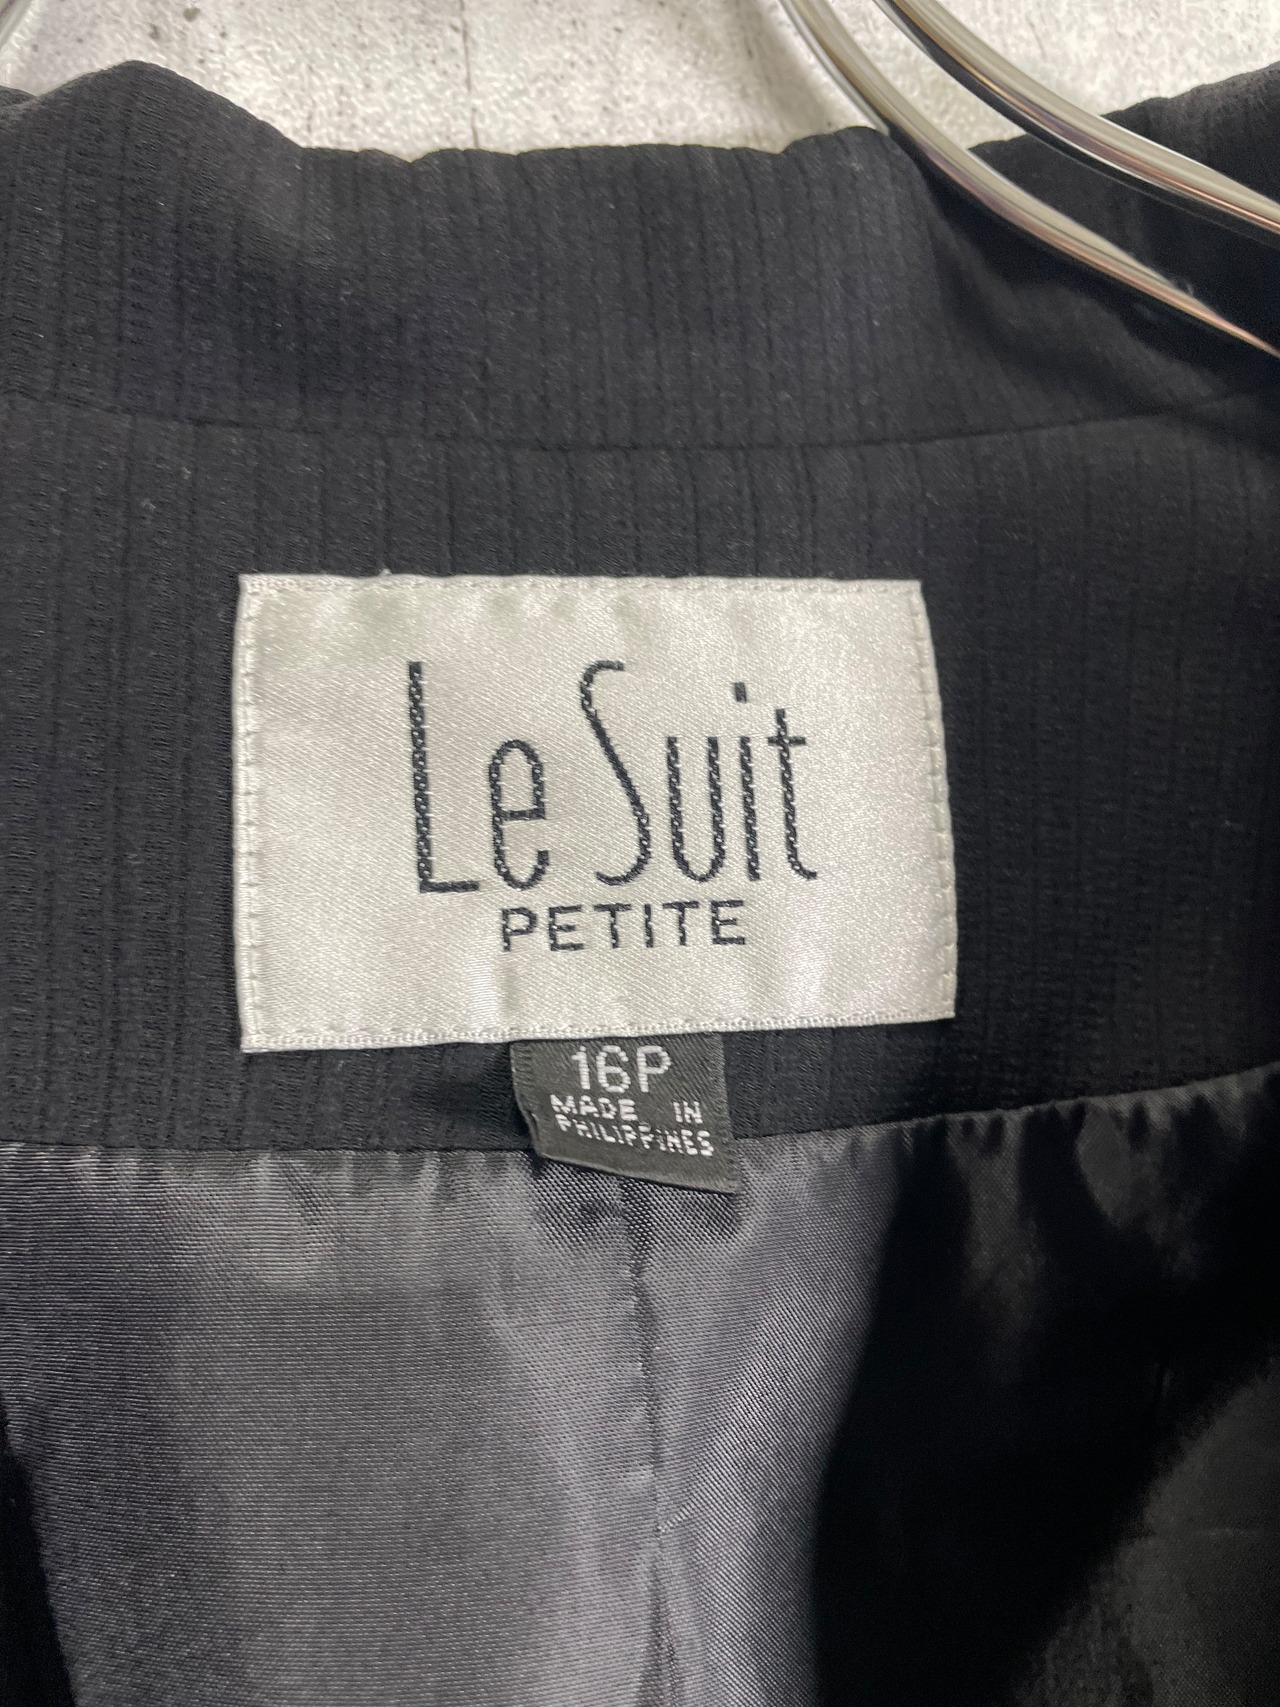 Le Suit
PETITE
16P
MADE IN
PHILIPPINES